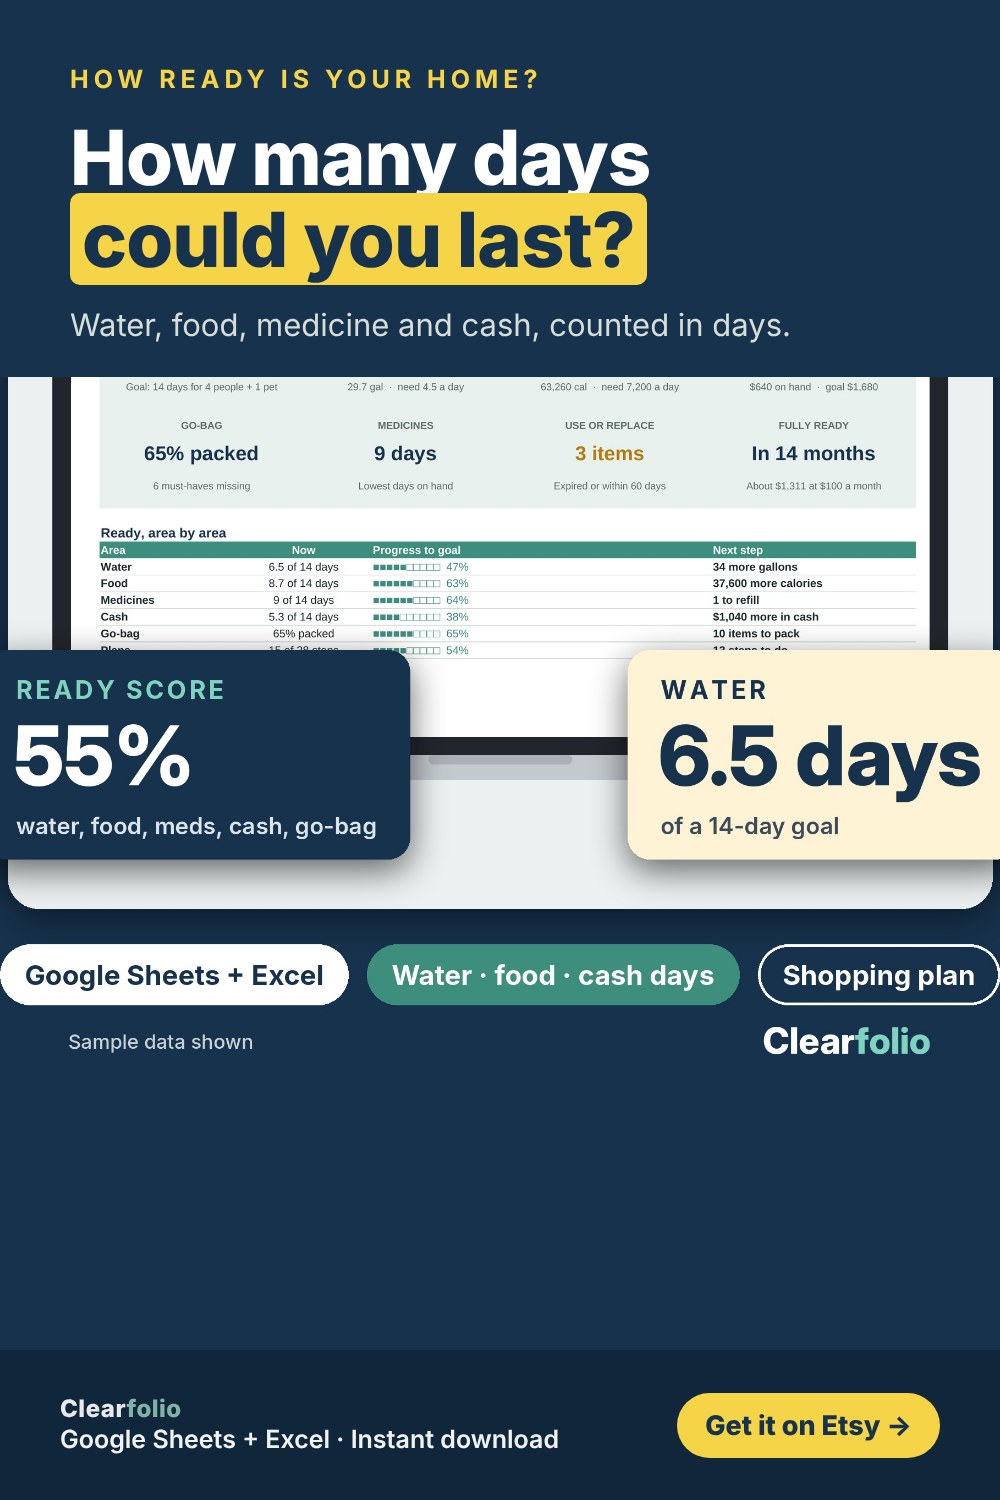 HOW READY IS YOUR HOME?
How many days
could you last?
Water, food, medicine and cash, counted in days.
Goal: 14 days for 4 people + 1 pet
29.7 gal · need 4.5 a day
63,260 cal · need 7,200 a day
$640 on hand · goal $1,680
GO-BAG MEDICINES USE OR REPLACE FULLY READY
65% packed 9 days 3 items In 14 months
6 must-haves missing Lowest days on hand Expired or within 60 days About $1,311 at $100 a month
Ready, area by area
Area Now Progress to goal Next step
Water 6.5 of 14 days ■■■■■□□□□□ 47% 34 more gallons
Food 8.7 of 14 days ■■■■■■□□□□ 63% 37,600 more calories
Medicines 9 of 14 days ■■■■■■□□□□ 64% 1 to refill
Cash 5.3 of 14 days ■■■■□□□□□□ 38% $1,040 more in cash
Go-bag 65% packed ■■■■■■□□□□ 65% 10 items to pack
Plans 15 of 28 steps 54% 13 steps to do
READY SCORE
55%
water, food, meds, cash, go-bag
WATER
6.5 days
of a 14-day goal
Google Sheets + Excel
Water · food · cash days
Shopping plan
Sample data shown
Clearfolio
Clearfolio
Google Sheets + Excel · Instant download
Get it on Etsy →